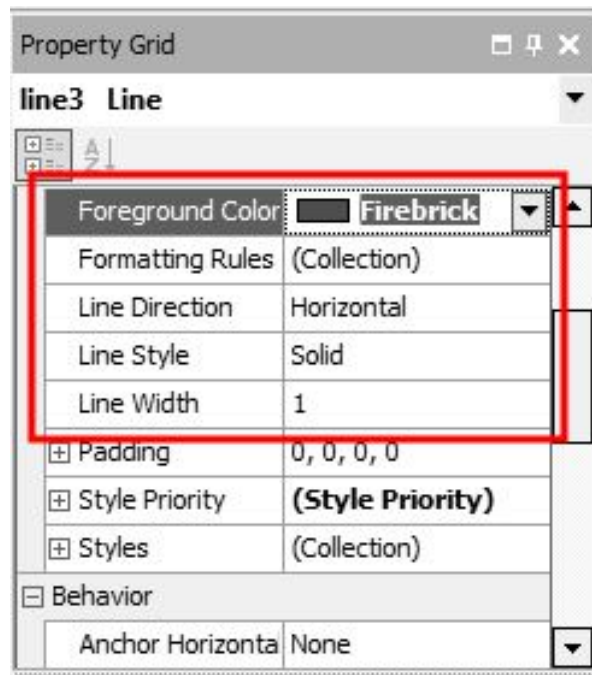 Property Grid
line3 Line
Foreground Color Firebrick
Formatting Rules (Collection)
Line Direction Horizontal
Line Style Solid
Line Width 1
Padding 0, 0, 0, 0
Style Priority (Style Priority)
Styles (Collection)
Behavior
Anchor Horizonta None